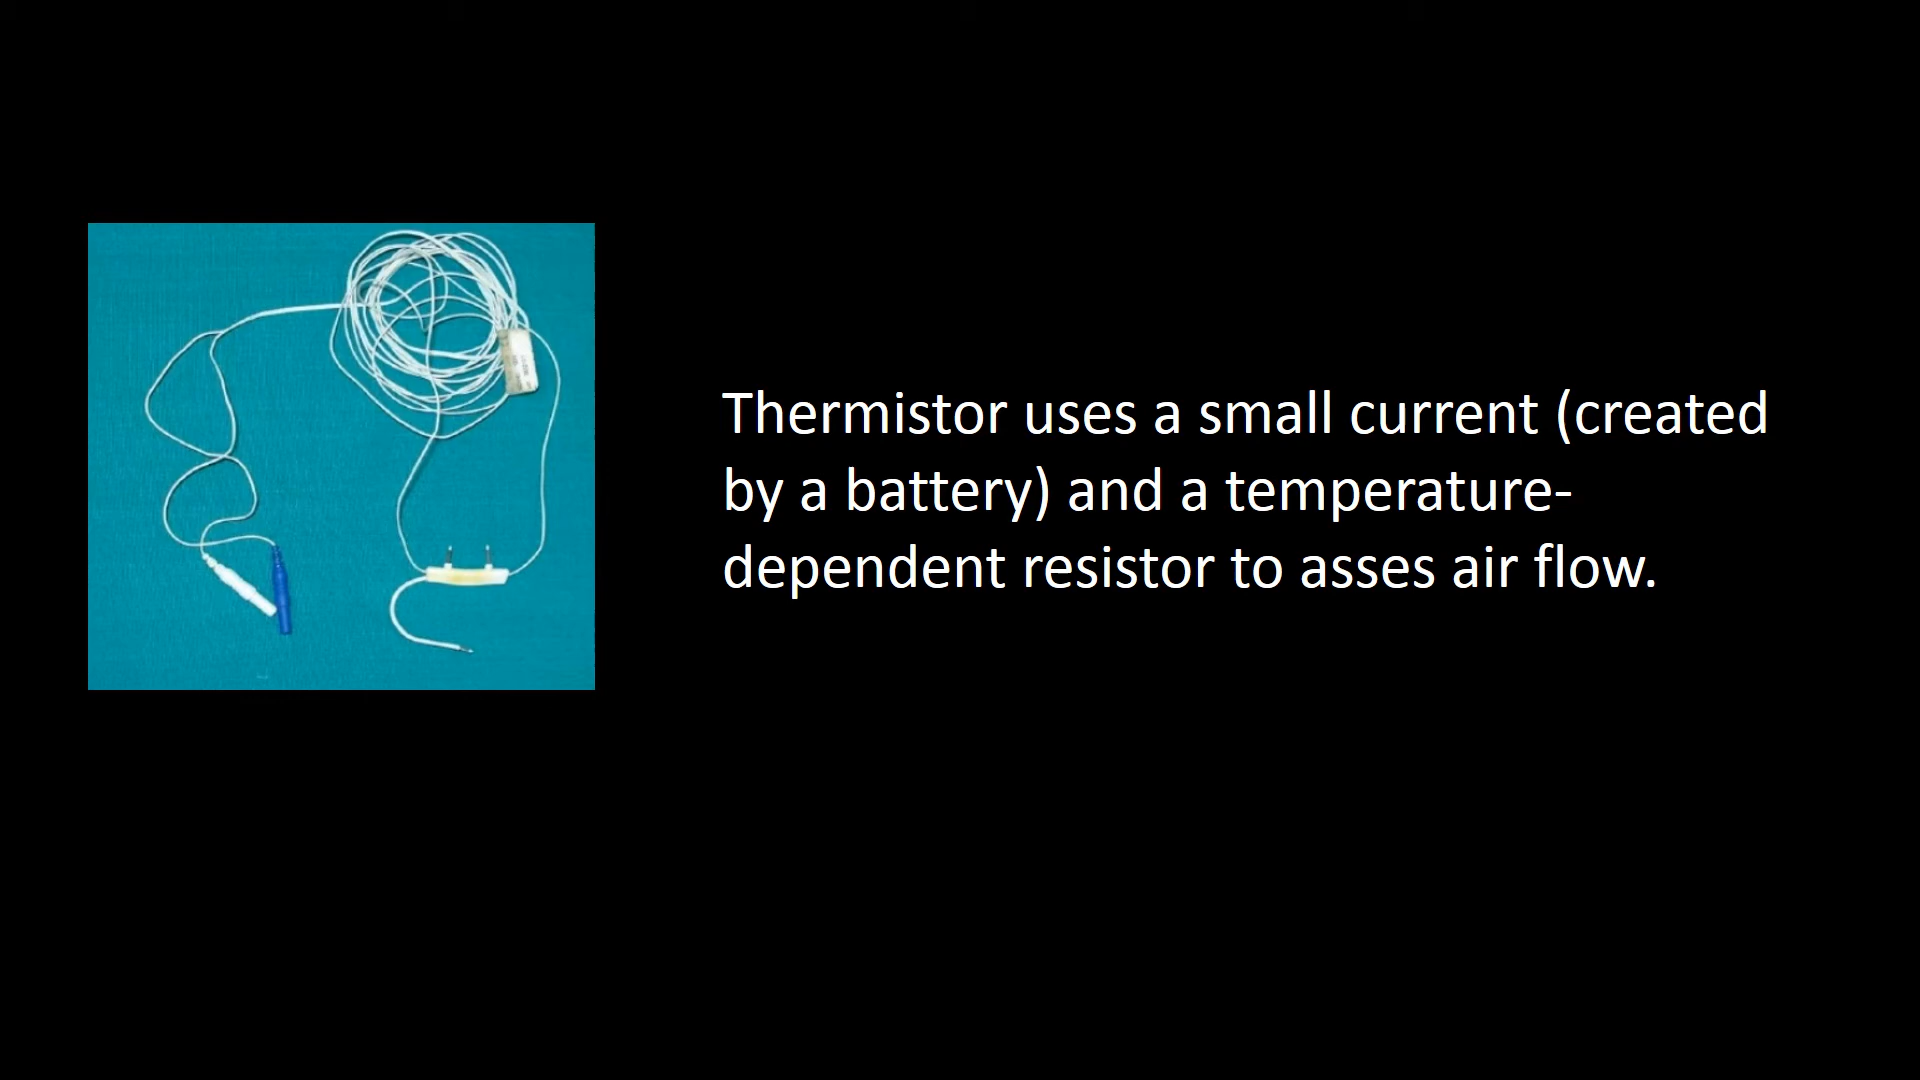 Thermistor uses a small current (created
by a battery) and a temperature-
dependent resistor to asses air flow.